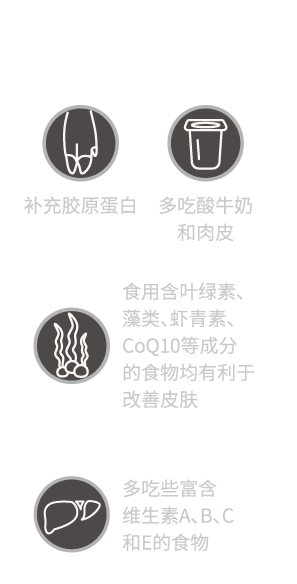 补充胶原蛋白
多吃酸牛奶
和肉皮
食用含叶绿素、
藻类、虾青素、
CoQ10等成分
的食物均有利于
改善皮肤
多吃些富含
维生素A、B、C
和E的食物